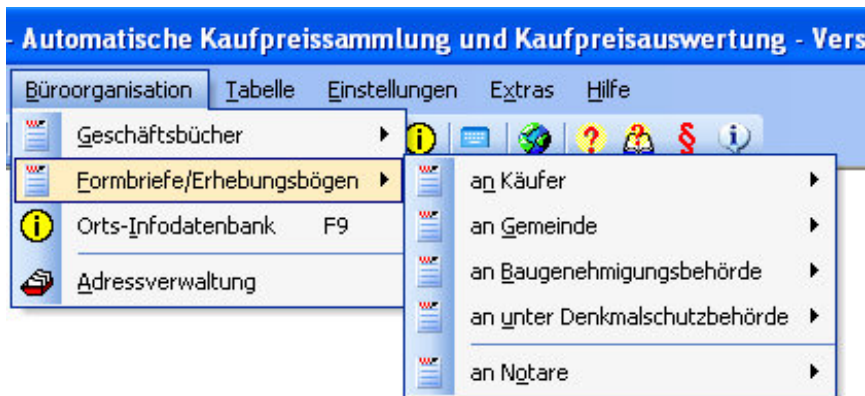 - Automatische Kaufpreissammlung und Kaufpreisauswertung - Vers
Büroorganisation Tabelle Einstellungen Extras Hilfe
Geschäftsbücher
Formbriefe/Erhebungsbögen
Orts-Infodatenbank F9
Adressverwaltung
an Käufer
an Gemeinde
an Baugenehmigungsbehörde
an unter Denkmalschutzbehörde
an Notare